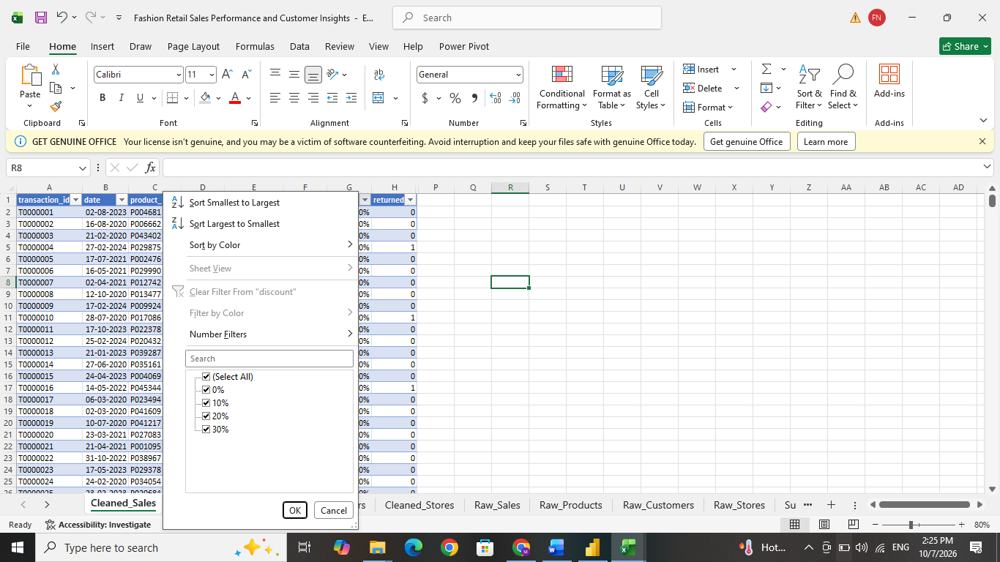 Fashion Retail Sales Performance and Customer Insights - E...
Search
FN
File Home Insert Draw Page Layout Formulas Data Review View Help Power Pivot
Share
Paste
Clipboard
Calibri 11
B I U
Font
Alignment
General
$ % 9
Number
Conditional Formatting
Format as Table
Cell Styles
Styles
Insert
Delete
Format
Cells
Sort & Filter
Find & Select
Editing
Add-ins
Add-ins
GET GENUINE OFFICE Your license isn't genuine, and you may be a victim of software counterfeiting. Avoid interruption and keep your files safe with genuine Office today. Get genuine Office Learn more
R8 fx
A B C D E F G H P Q R S T U V W X Y Z AA AB AC AD
1 transaction_id date product_ returned
2 T0000001 02-08-2023 P004681 0% 0
3 T0000002 16-08-2020 P006662 0% 0
4 T0000003 21-02-2020 P043402 0% 0
5 T0000004 27-02-2024 P029875 0% 1
6 T0000005 17-07-2021 P002476 0% 0
7 T0000006 16-05-2021 P029990 0% 0
8 T0000007 02-04-2021 P012742 0% 0
9 T0000008 12-10-2020 P013477 0% 0
10 T0000009 17-02-2024 P009924 0% 0
11 T0000010 28-07-2020 P017086 0% 1
12 T0000011 17-10-2023 P022378 0% 0
13 T0000012 25-02-2024 P020432 0% 0
14 T0000013 21-01-2023 P039287 0% 0
15 T0000014 27-06-2020 P035161 0% 0
16 T0000015 24-04-2023 P004069 0% 0
17 T0000016 14-05-2022 P045344 0% 1
18 T0000017 06-03-2020 P023494 0% 0
19 T0000018 02-03-2020 P041609 0% 0
20 T0000019 10-07-2020 P041217 0% 0
21 T0000020 23-03-2021 P027083 0% 0
22 T0000021 21-04-2021 P001095 0% 0
23 T0000022 31-10-2022 P038967 0% 0
24 T0000023 17-05-2023 P029378 0% 0
25 T0000024 24-02-2020 P034054 0% 0
Sort Smallest to Largest
Sort Largest to Smallest
Sort by Color
Sheet View
Clear Filter From "discount"
Filter by Color
Number Filters
Search
(Select All)
0%
10%
20%
30%
OK Cancel
Cleaned_Sales rs Cleaned_Stores Raw_Sales Raw_Products Raw_Customers Raw_Stores Su
Ready Accessibility: Investigate 80%
Type here to search Hot... ENG
2:25 PM
10/7/2026